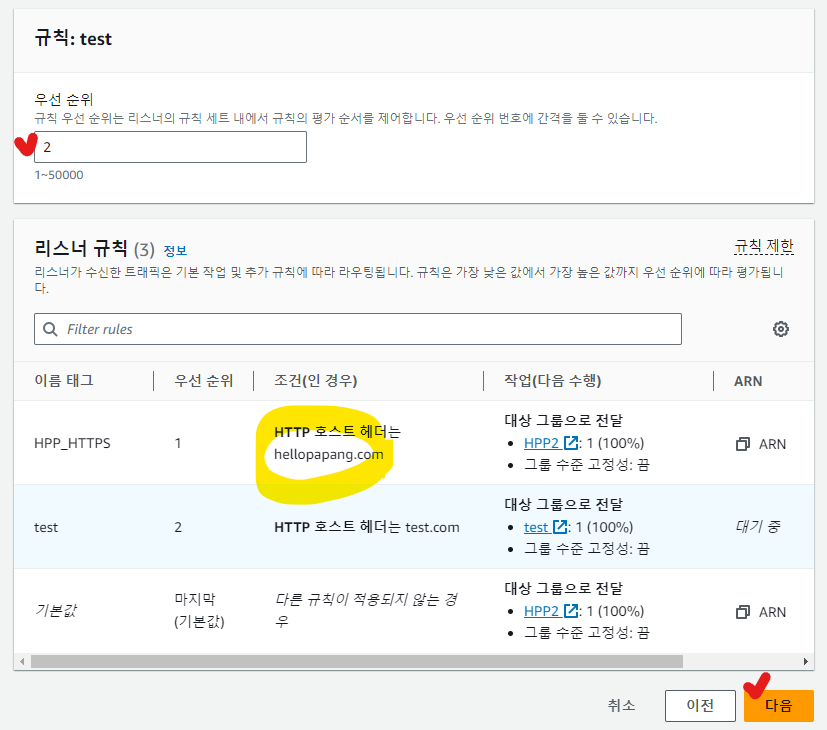 규칙: test
우선 순위
규칙 우선 순위는 리스너의 규칙 세트 내에서 규칙의 평가 순서를 제어합니다. 우선 순위 번호에 간격을 둘 수 있습니다.
2
1~50000
리스너 규칙 (3) 정보
규칙 제한
리스너가 수신한 트래픽은 기본 작업 및 추가 규칙에 따라 라우팅됩니다. 규칙은 가장 낮은 값에서 가장 높은 값까지 우선 순위에 따라 평가됩니
다.
Filter rules
이름 태그 우선 순위 조건(인 경우) 작업(다음 수행) ARN
HPP_HTTPS 1 HTTP 호스트 헤더는
hellopapang.com
대상 그룹으로 전달
• HPP2 : 1 (100%)
• 그룹 수준 고정성: 끔
ARN
test 2 HTTP 호스트 헤더는 test.com
대상 그룹으로 전달
• test : 1 (100%)
• 그룹 수준 고정성: 끔
대기 중
기본값
마지막
(기본값)
다른 규칙이 적용되지 않는 경
우
대상 그룹으로 전달
• HPP2 : 1 (100%)
• 그룹 수준 고정성: 끔
ARN
취소 이전 다음